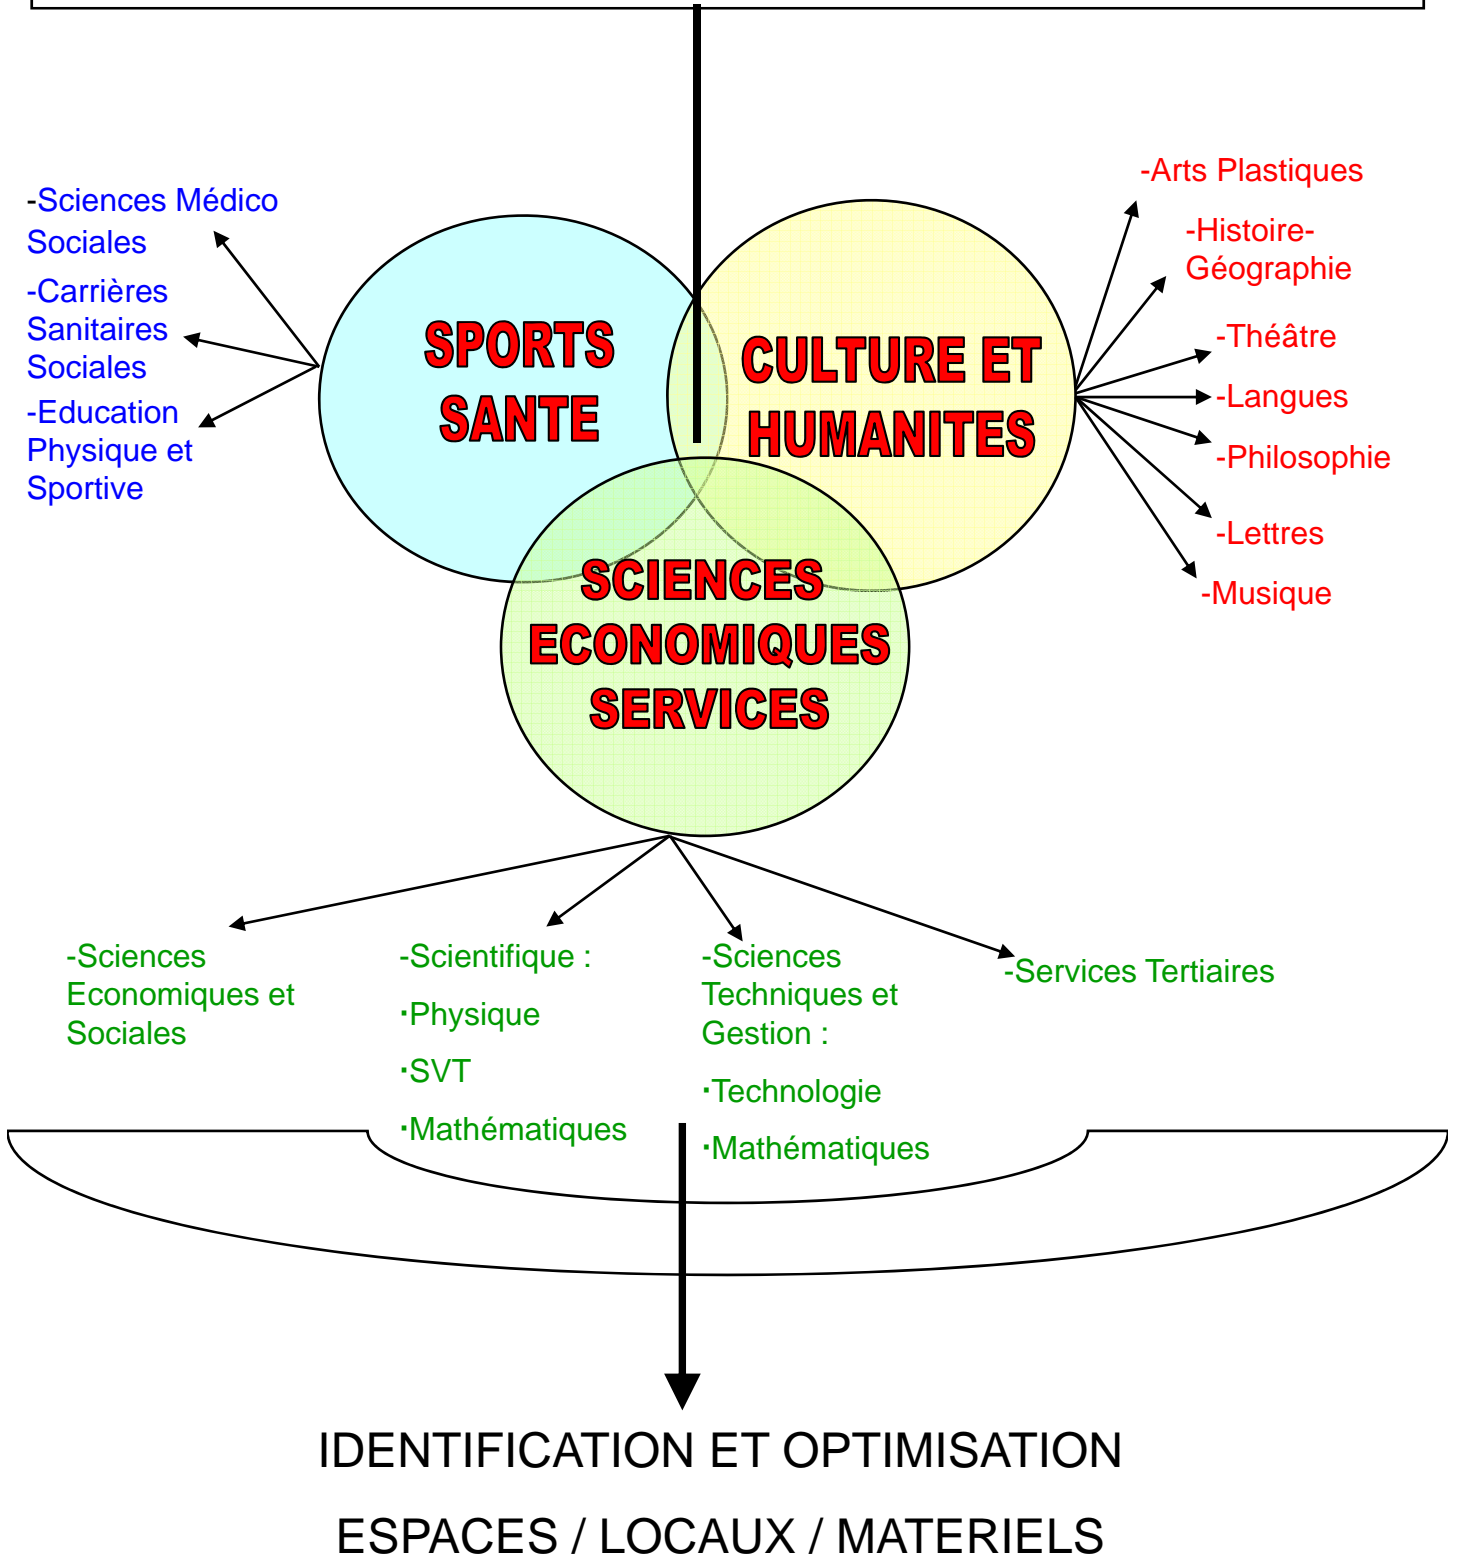 -Sciences Médico
Sociales
-Carrières
Sanitaires
Sociales
-Education
Physique et
Sportive
SPORTS
SANTE
CULTURE ET
HUMANITES
-Arts Plastiques
-Histoire-
Géographie
-Théâtre
-Langues
-Philosophie
-Lettres
-Musique
SCIENCES
ECONOMIQUES
SERVICES
-Sciences
Economiques et
Sociales
-Scientifique :
·Physique
·SVT
·Mathématiques
-Sciences
Techniques et
Gestion :
·Technologie
·Mathématiques
-Services Tertiaires
IDENTIFICATION ET OPTIMISATION
ESPACES / LOCAUX / MATERIELS